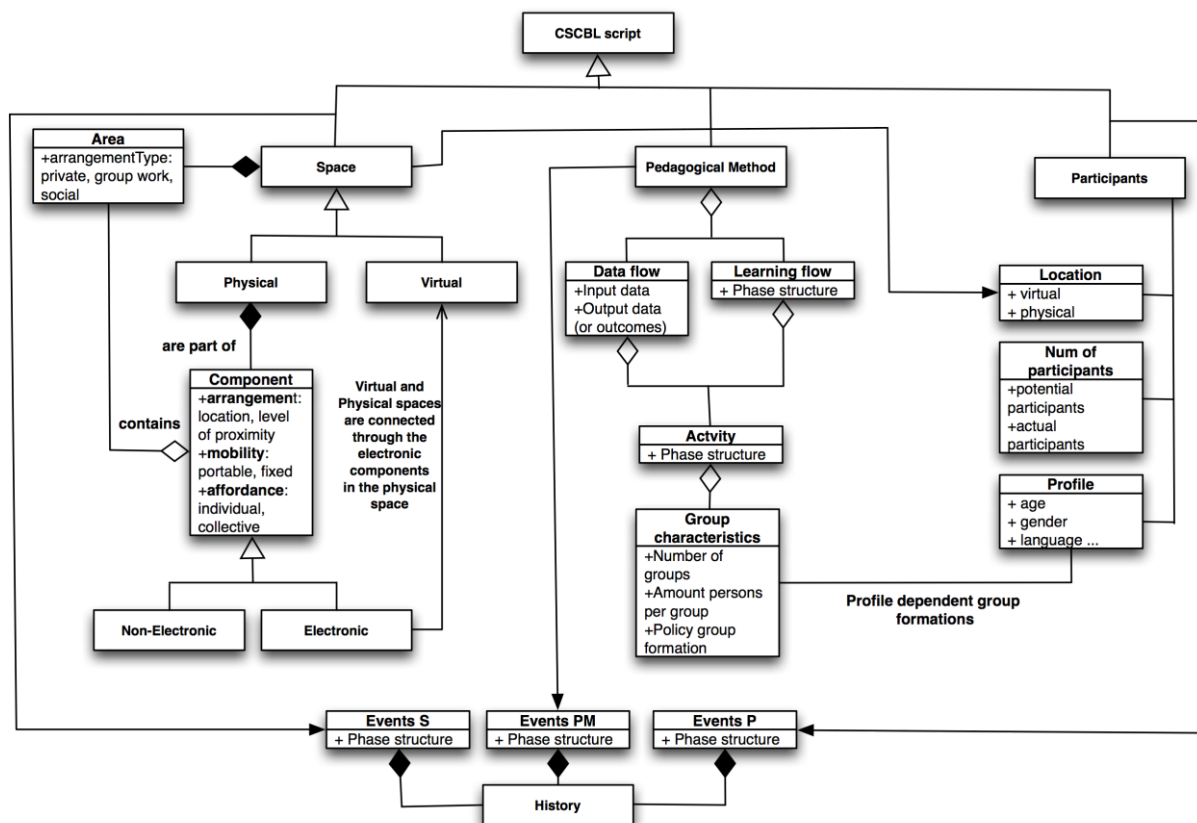 CSCBL script
Area
+arrangementType:
private, group work,
social
Space
Pedagogical Method
Participants
Physical
Virtual
Data flow
+Input data
+Output data
(or outcomes)
Learning flow
+ Phase structure
Location
+ virtual
+ physical
are part of
Num of
participants
+potential
participants
+actual
participants
Component
+arrangement:
location, level
of proximity
+mobility:
portable, fixed
+affordance:
individual,
collective
contains
Virtual and
Physical spaces
are connected
through the
electronic
components
in the physical
space
Actvity
+ Phase structure
Profile
+ age
+ gender
+ language ...
Group
characteristics
+Number of
groups
+Amount persons
per group
+Policy group
formation
Profile dependent group
formations
Non-Electronic
Electronic
Events S
+ Phase structure
Events PM
+ Phase structure
Events P
+ Phase structure
History